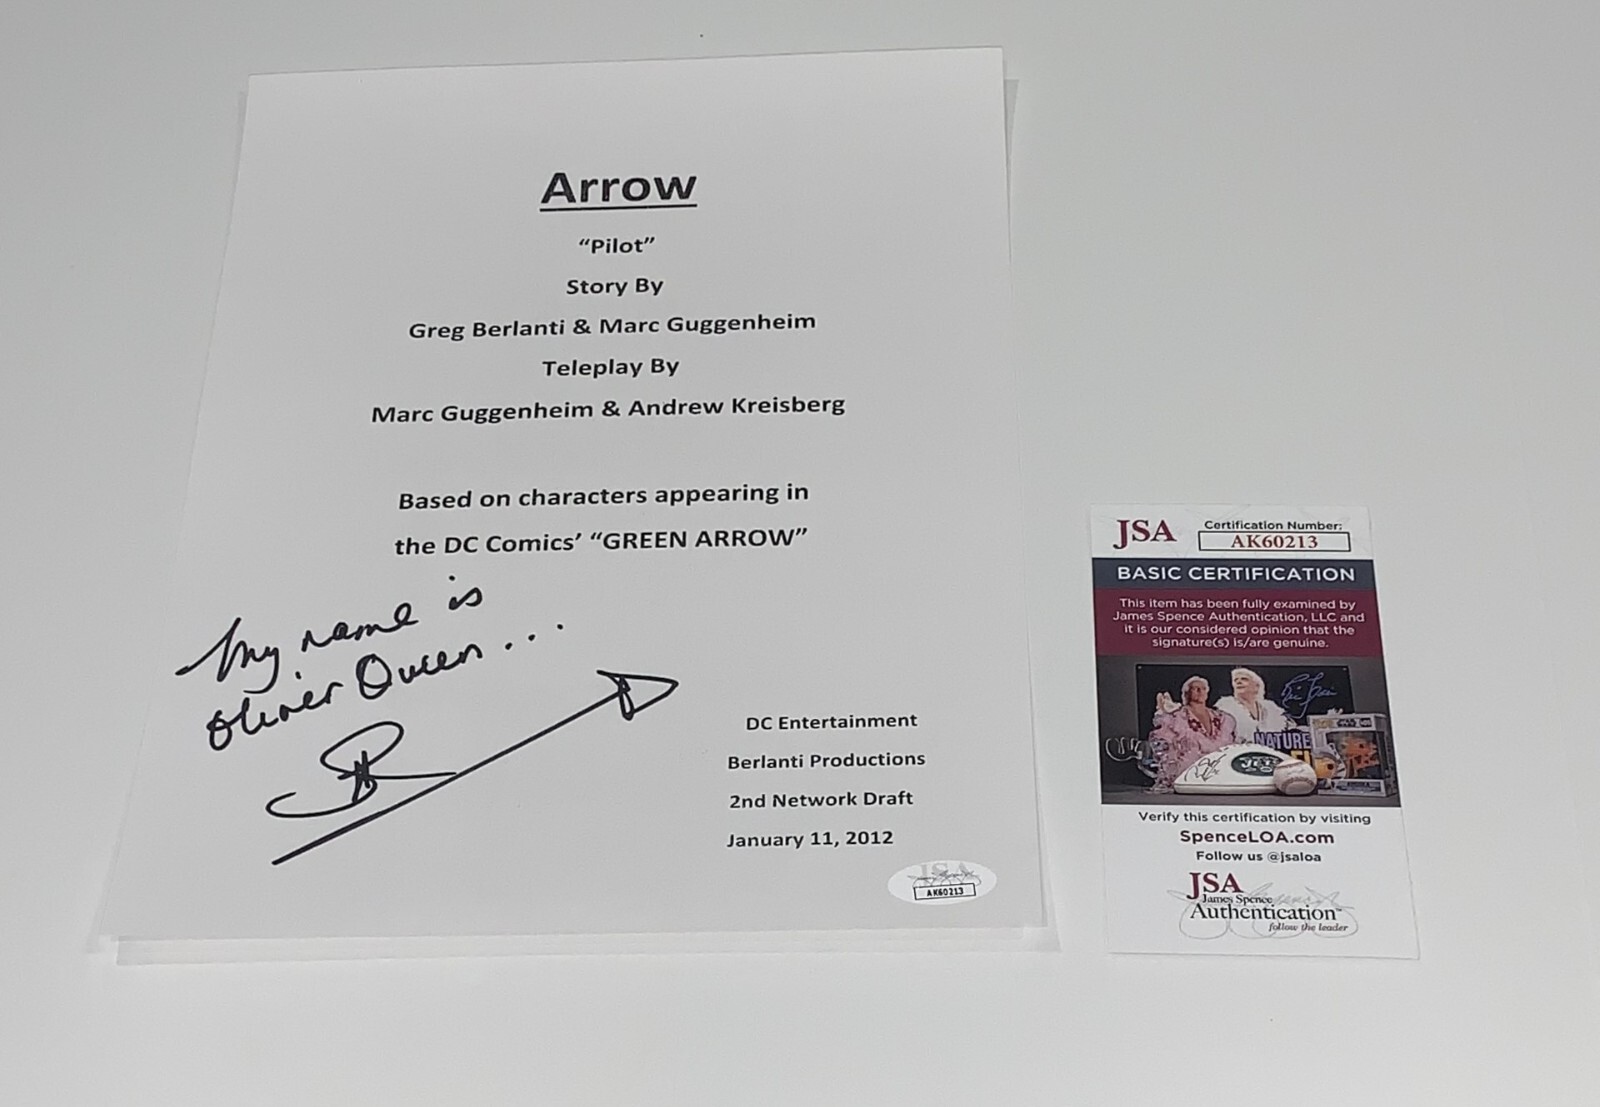 Arrow
“Pilot”
Story By
Greg Berlanti & Marc Guggenheim
Teleplay By
Marc Guggenheim & Andrew Kreisberg
Based on characters appearing in
the DC Comics’ “GREEN ARROW”
My name is
Oliver Queen...
DC Entertainment
Berlanti Productions
2nd Network Draft
January 11, 2012
JSA
AK60213
JSA
Certification Number:
AK60213
BASIC CERTIFICATION
This item has been fully examined by
James Spence Authentication, LLC and
it is our considered opinion that the
signature(s) is/are genuine.
NATURE
JETS
Verify this certification by visiting
SpenceLOA.com
Follow us @jsaloa
JSA
James Spence
Authentication™
follow the leader